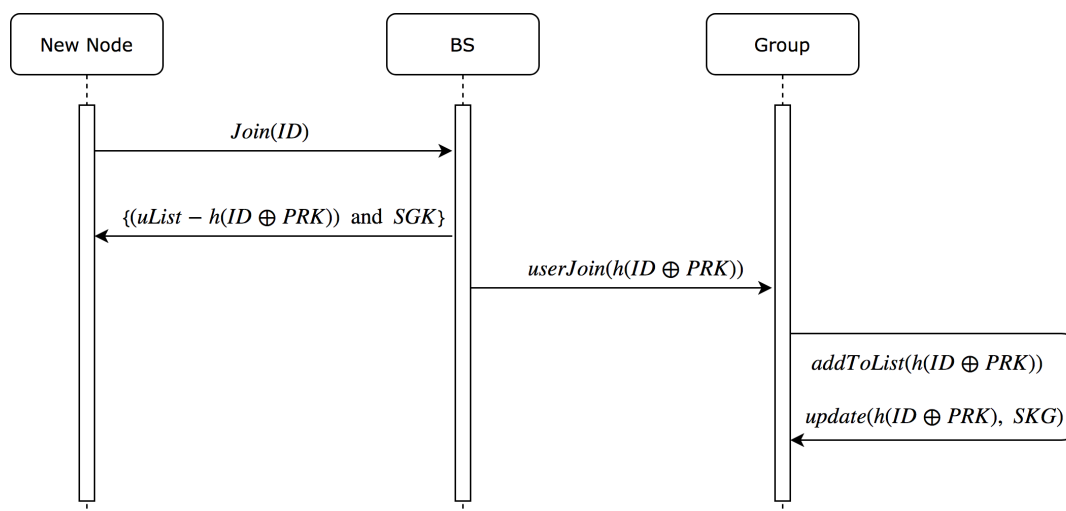 New Node
BS
Group
Join(ID)
{(uList − h(ID ⊕ PRK)) and SGK}
userJoin(h(ID ⊕ PRK))
addToList(h(ID ⊕ PRK))
update(h(ID ⊕ PRK), SKG)